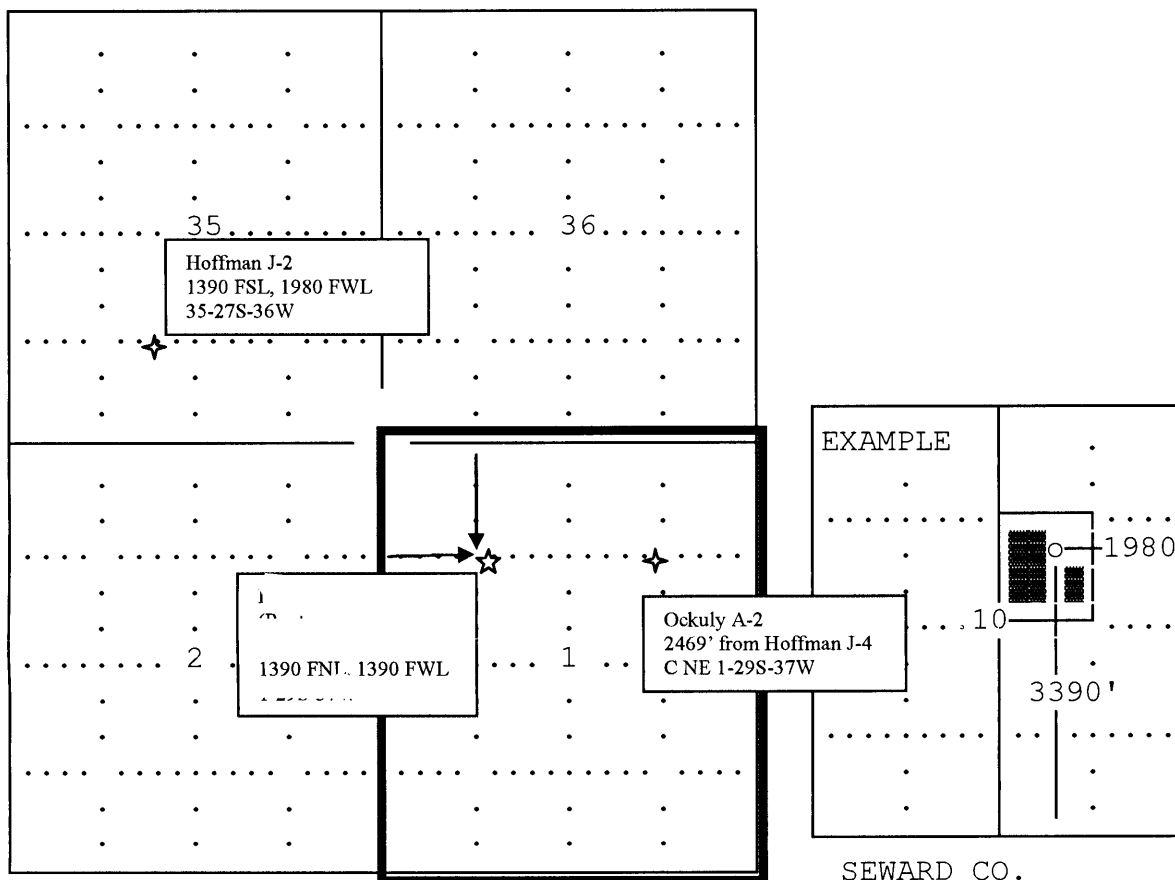 35
36
Hoffman J-2
1390 FSL, 1980 FWL
35-27S-36W
EXAMPLE
1980
10
3390'
SEWARD CO.
2
1390 FNL, 1390 FWL
1
Ockuly A-2
2469' from Hoffman J-4
C NE 1-29S-37W